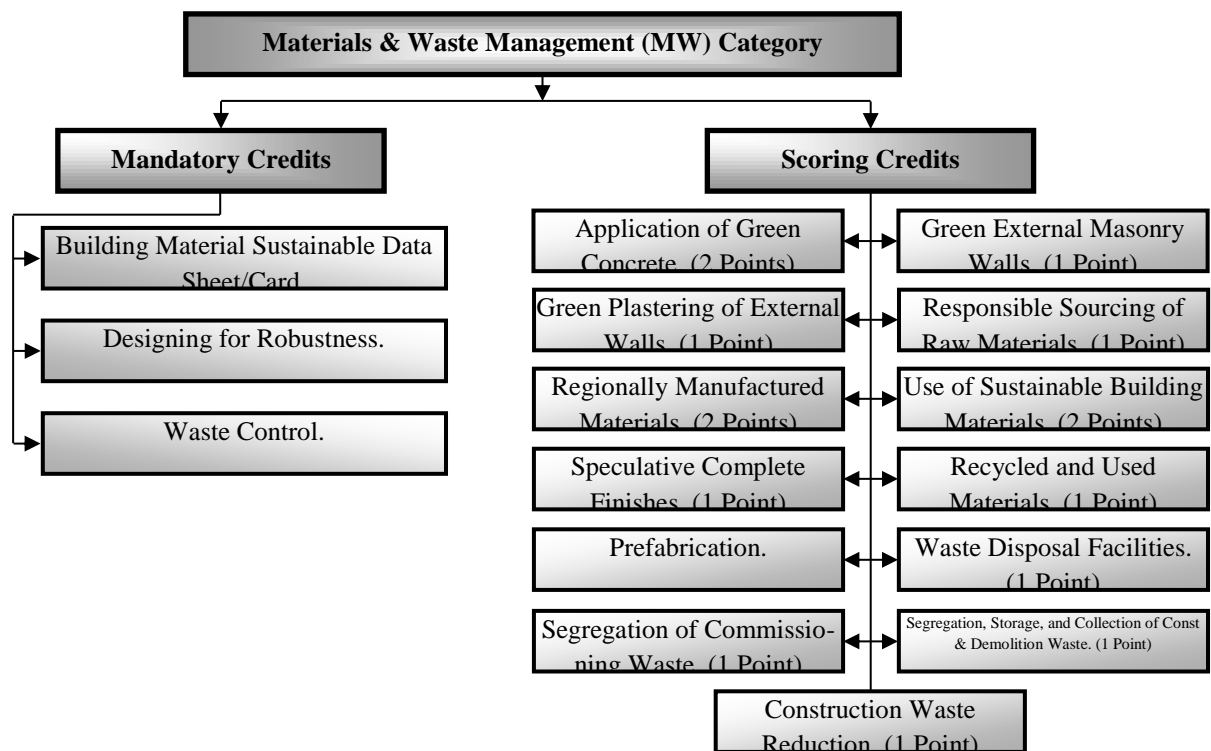 Materials & Waste Management (MW) Category
Mandatory Credits
Scoring Credits
Building Material Sustainable Data
Sheet/Card
Designing for Robustness.
Waste Control.
Application of Green
Concrete. (2 Points)
Green External Masonry
Walls. (1 Point)
Green Plastering of External
Walls. (1 Point)
Responsible Sourcing of
Raw Materials. (1 Point)
Regionally Manufactured
Materials. (2 Points)
Use of Sustainable Building
Materials. (2 Points)
Speculative Complete
Finishes. (1 Point)
Recycled and Used
Materials. (1 Point)
Prefabrication.
Waste Disposal Facilities.
(1 Point)
Segregation of Commissio-
ning Waste. (1 Point)
Segregation, Storage, and Collection of Const
& Demolition Waste. (1 Point)
Construction Waste
Reduction. (1 Point)